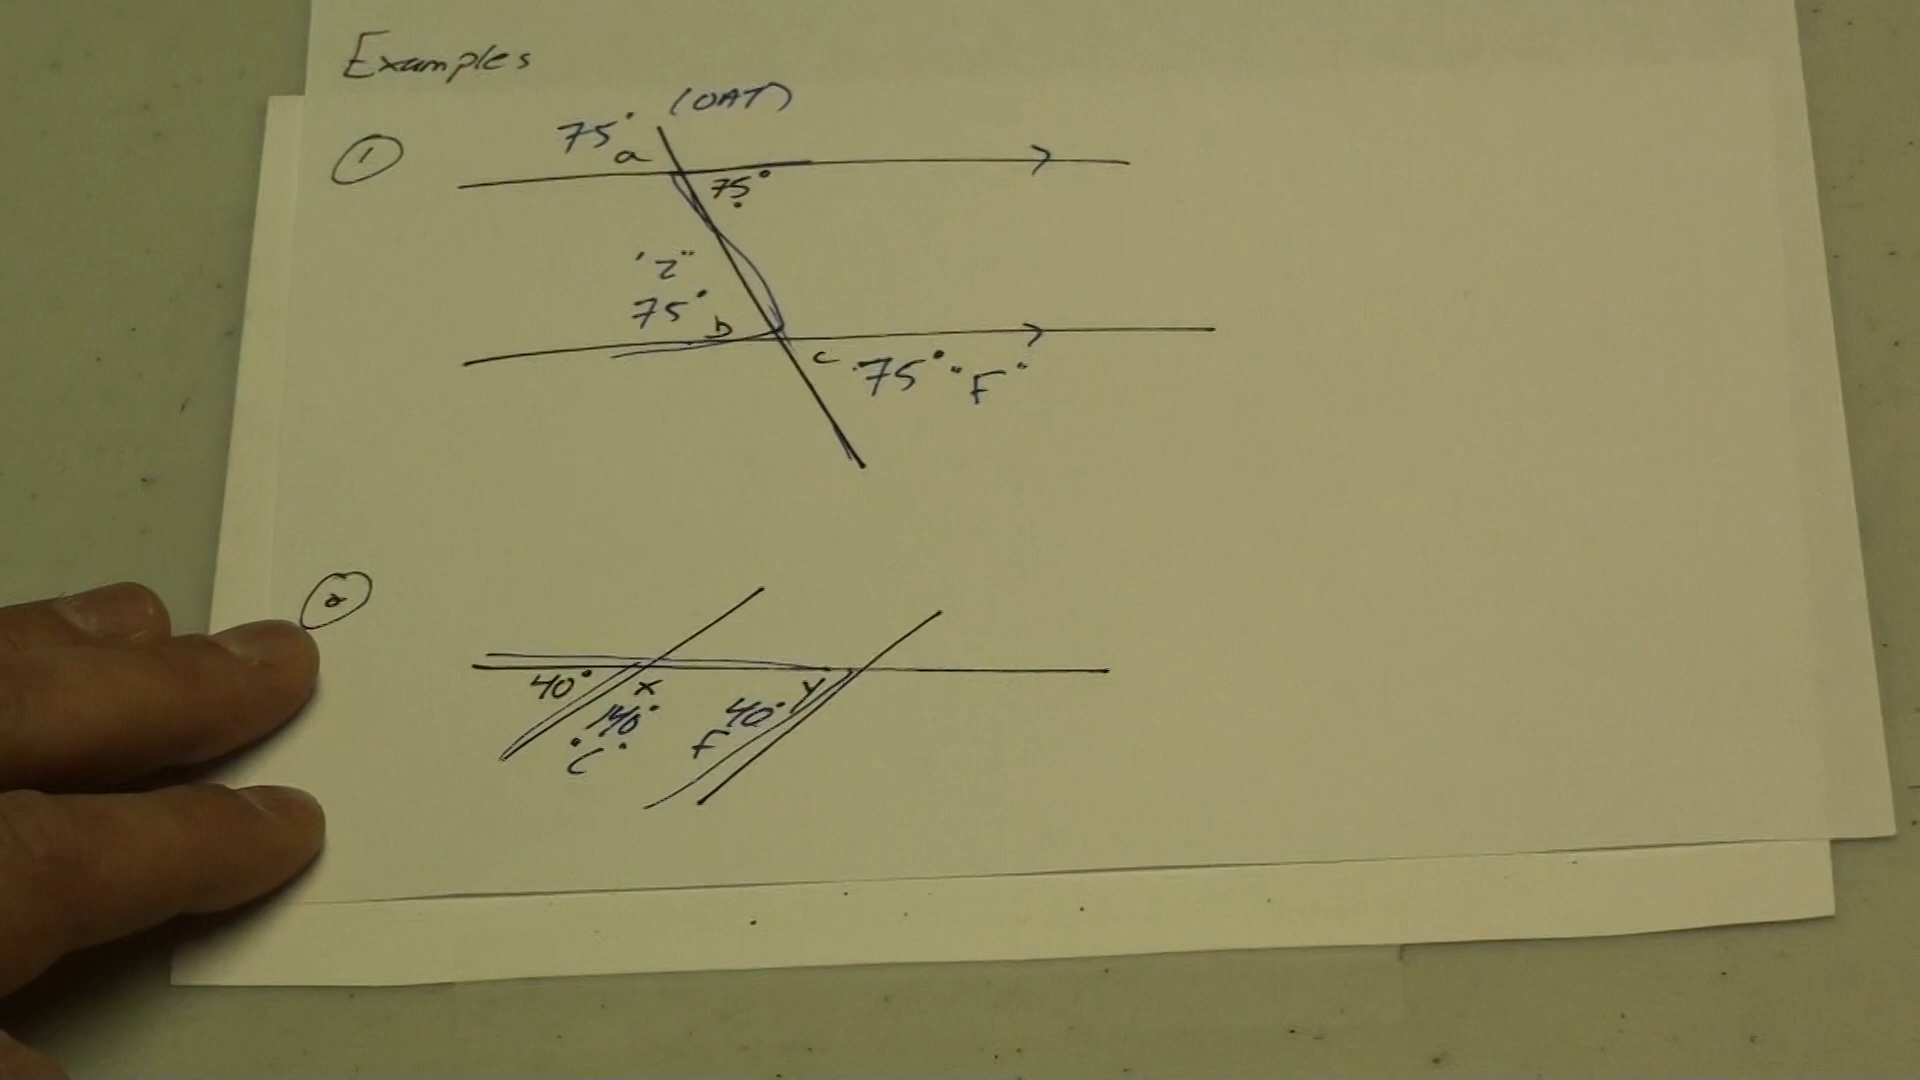 Examples
(OAT)
75°
a
①
75°
"Z"
75°
b
c 75° "F"
②
40° x y
140° 40°
"C" F